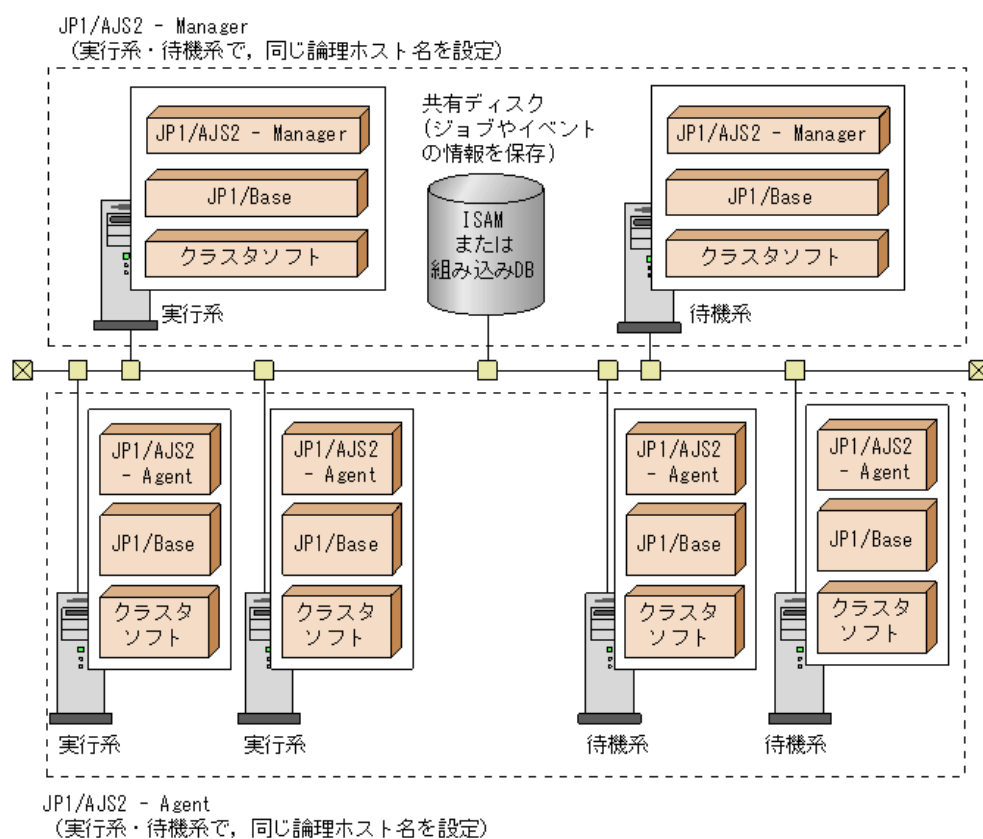 JP1/AJS2 - Manager
(実行系・待機系で，同じ論理ホスト名を設定)
JP1/AJS2 - Manager
JP1/Base
クラスタソフト
実行系
共有ディスク
(ジョブやイベント
の情報を保存)
ISAM
または
組み込みDB
JP1/AJS2 - Manager
JP1/Base
クラスタソフト
待機系
JP1/AJS2
- Agent
JP1/Base
クラスタ
ソフト
実行系
JP1/AJS2
- Agent
JP1/Base
クラスタ
ソフト
実行系
JP1/AJS2
- Agent
JP1/Base
クラスタ
ソフト
待機系
JP1/AJS2
- Agent
JP1/Base
クラスタ
ソフト
待機系
JP1/AJS2 - Agent
(実行系・待機系で，同じ論理ホスト名を設定)